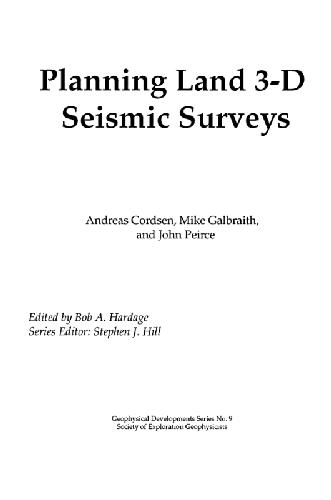 Planning Land 3-D
Seismic Surveys
Andreas Cordsen, Mike Galbraith,
and John Peirce
Edited by Bob A. Hardage
Series Editor: Stephen J. Hill
Geophysical Developments Series No. 9
Society of Exploration Geophysicists